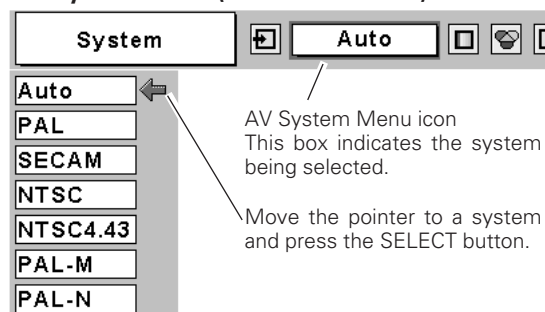 System
Auto
Auto
PAL
SECAM
NTSC
NTSC4.43
PAL-M
PAL-N
AV System Menu icon
This box indicates the system
being selected.
Move the pointer to a system
and press the SELECT button.